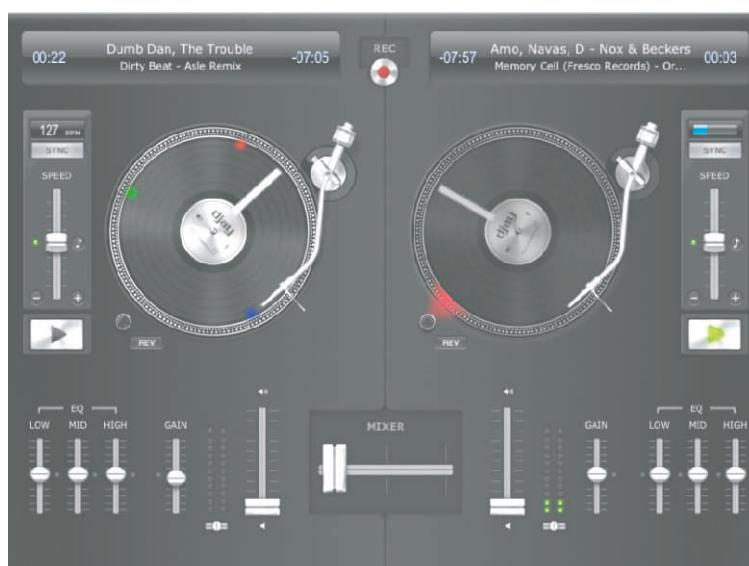 00:22
Dumb Dan, The Trouble
Dirty Beat - Asle Remix
-07:05
REC
-07:57
Amo, Navas, D - Nox & Beckers
Memory Cell (Fresco Records) - Or...
00:03
127 BPM
SYNC
SPEED
djay
REV
SYNC
SPEED
djay
REV
EQ
LOW MID HIGH
GAIN
MIXER
GAIN
EQ
LOW MID HIGH